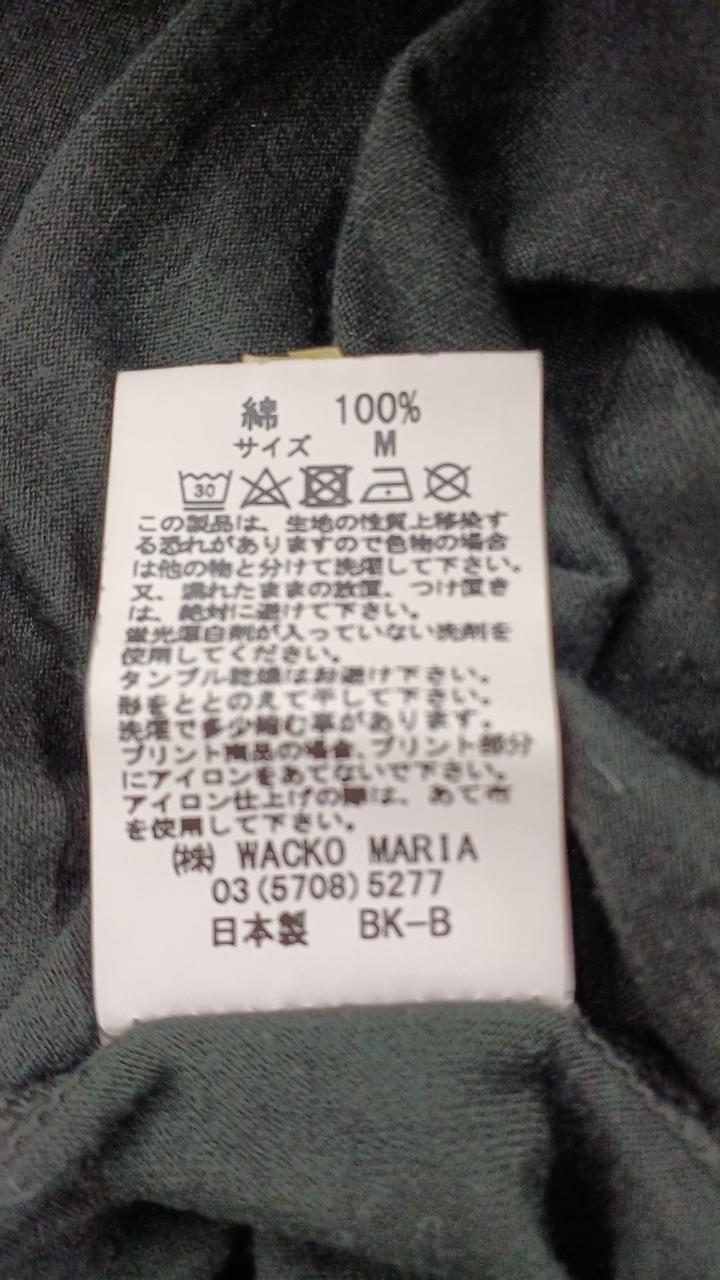 綿 100%
サイズ M
30
この製品は、生地の性質上移染す
る恐れがありますので色物の場合
は他の物と分けて洗濯して下さい。
又、濡れたままの放置、つけ置き
は、絶対に避けて下さい。
蛍光漂白剤が入っていない洗剤を
使用してください。
タンブル乾燥はお避け下さい。
形をととのえて干して下さい。
洗濯で多少縮む事があります。
プリント商品の場合、プリント部分
にアイロンをあてないで下さい。
アイロン仕上げの際は、あて布
を使用して下さい。
㈱ WACKO MARIA
03(5708)5277
日本製 BK-B